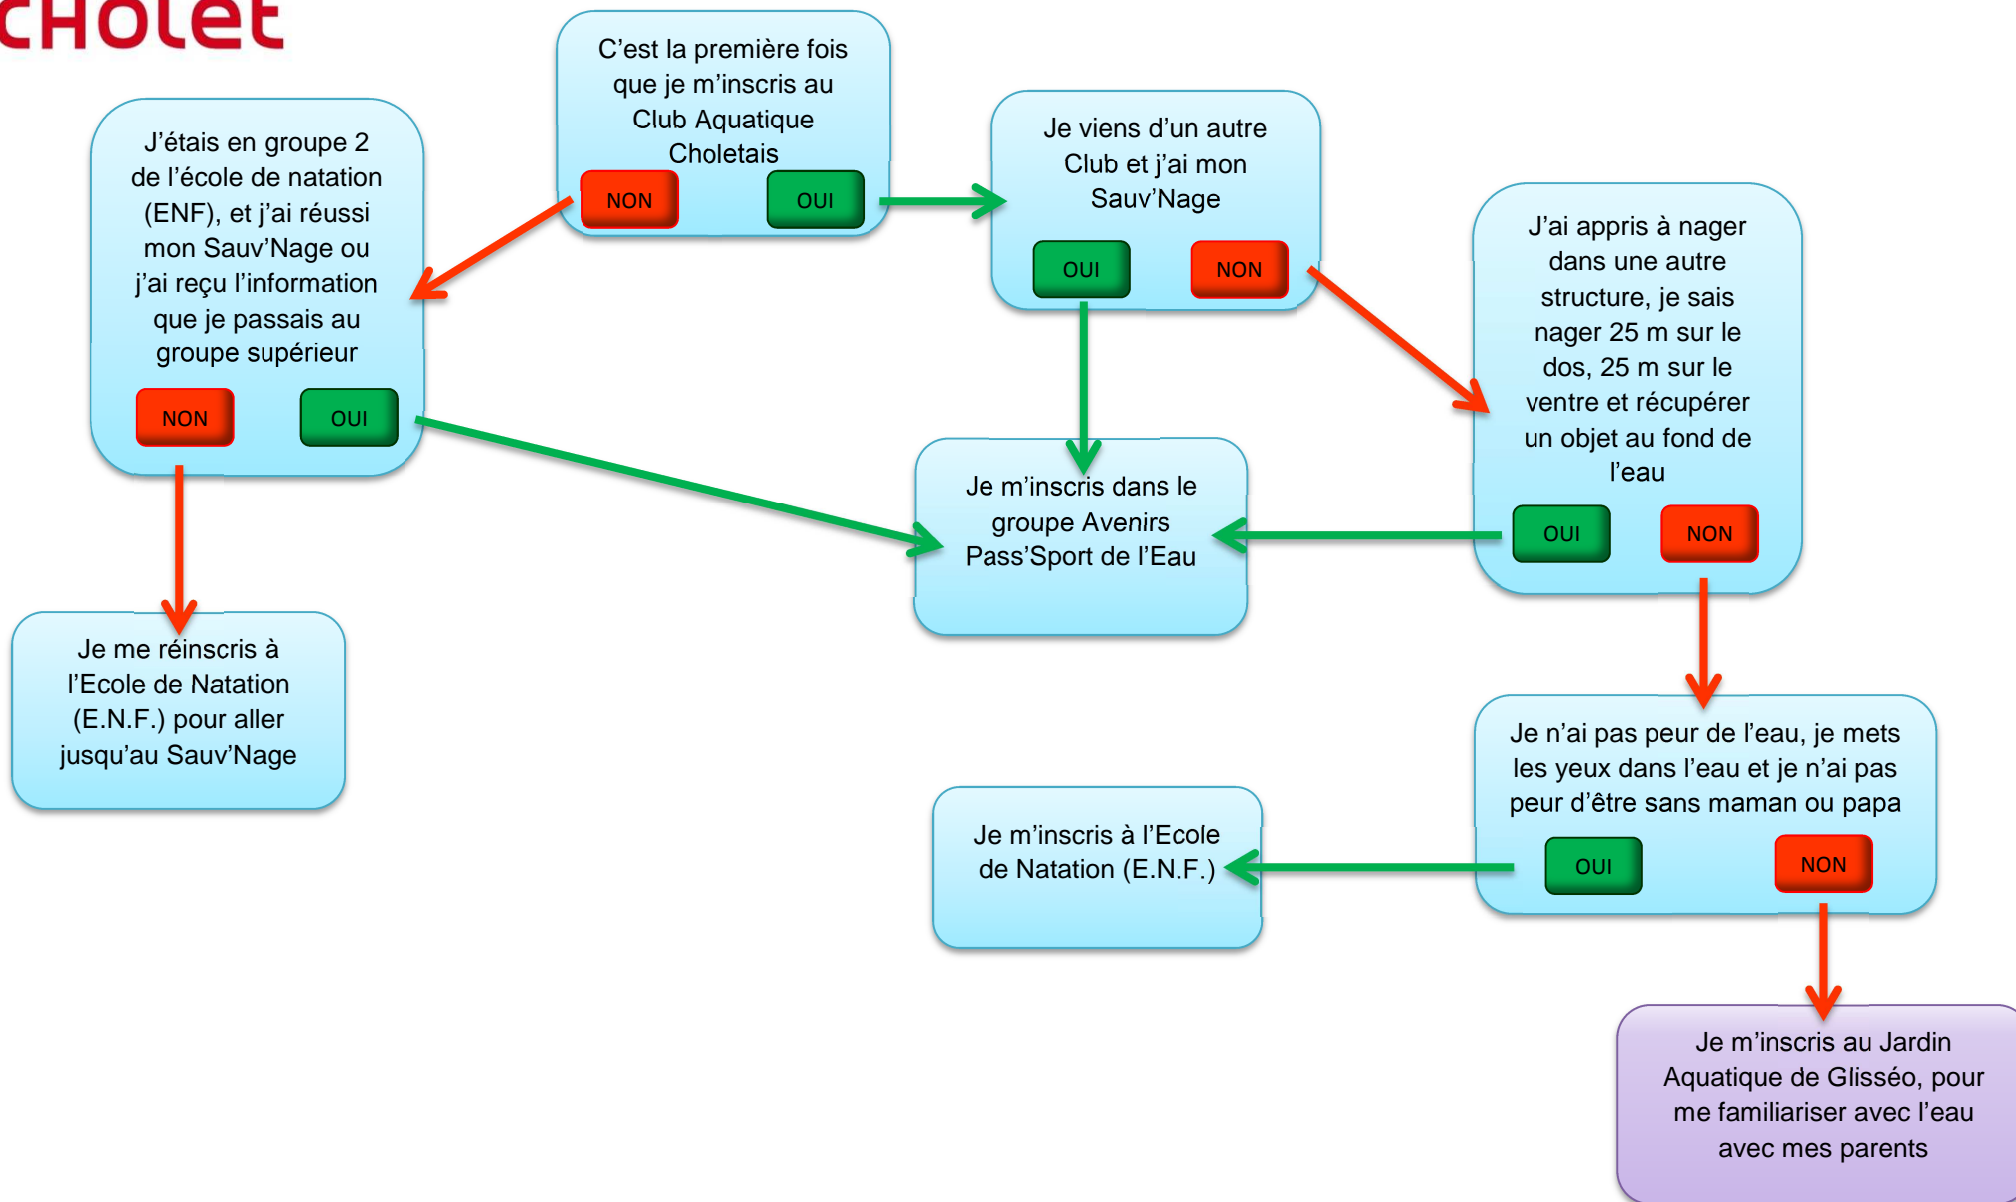 CHOLET
C’est la première fois
que je m’inscris au
Club Aquatique
Choletais
NON
OUI
J’étais en groupe 2
de l’école de natation
(ENF), et j’ai réussi
mon Sauv’Nage ou
j’ai reçu l’information
que je passais au
groupe supérieur
NON
OUI
Je viens d’un autre
Club et j’ai mon
Sauv’Nage
OUI
NON
J’ai appris à nager
dans une autre
structure, je sais
nager 25 m sur le
dos, 25 m sur le
ventre et récupérer
un objet au fond de
l’eau
OUI
NON
Je m’inscris dans le
groupe Avenirs
Pass’Sport de l’Eau
Je me réinscris à
l’Ecole de Natation
(E.N.F.) pour aller
jusqu’au Sauv’Nage
Je n’ai pas peur de l’eau, je mets
les yeux dans l’eau et je n’ai pas
peur d’être sans maman ou papa
OUI
NON
Je m’inscris à l’Ecole
de Natation (E.N.F.)
Je m’inscris au Jardin
Aquatique de Glisséo, pour
me familiariser avec l’eau
avec mes parents